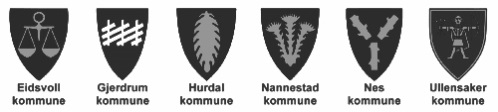 Eidsvoll
kommune
Gjerdrum
kommune
Hurdal
kommune
Nannestad
kommune
Nes
kommune
Ullensaker
kommune